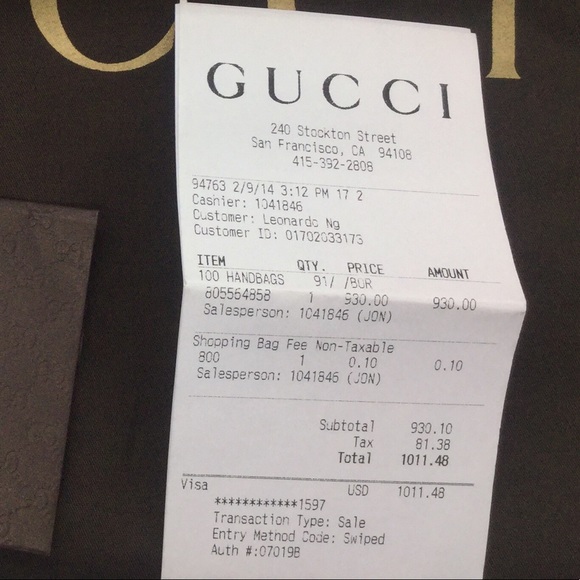 GUCCI
240 Stockton Street
San Francisco, CA 94108
415-392-2808
94763 2/9/14 3:12 PM 17 2
Cashier: 1041846
Customer: Leonardo Ng
Customer ID: 01702033173
ITEM QTY. PRICE AMOUNT
100 HANDBAGS 91/ /BUR
805564858 1 930.00 930.00
Salesperson: 1041846 (JON)
Shopping Bag Fee Non-Taxable
800 1 0.10 0.10
Salesperson: 1041846 (JON)
Subtotal 930.10
Tax 81.38
Total 1011.48
Visa USD 1011.48
************1597
Transaction Type: Sale
Entry Method Code: Swiped
Auth #:07019B